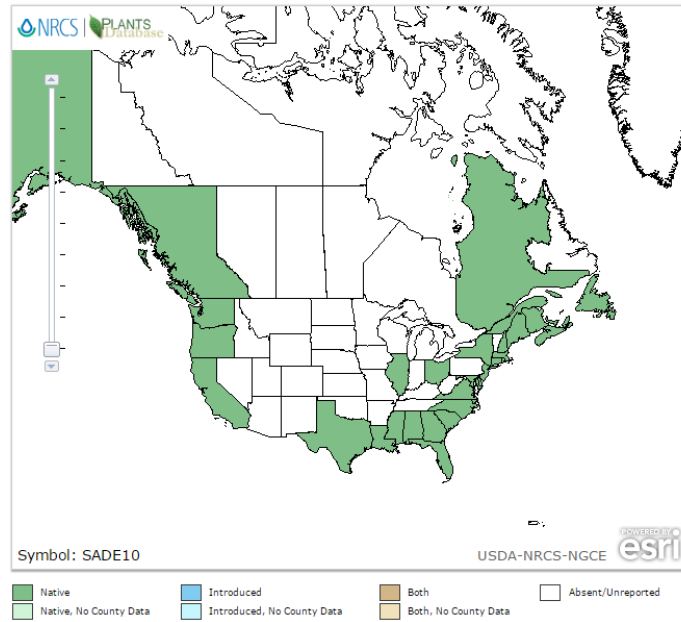 NRCS | PLANTS
Database
Symbol: SADE10
USDA-NRCS-NGCE
POWERED BY
esri
Native
Introduced
Both
Absent/Unreported
Native, No County Data
Introduced, No County Data
Both, No County Data